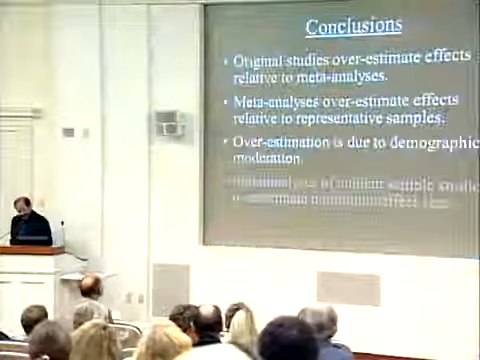 Conclusions
• Original studies over-estimate effects
relative to meta-analyses.
• Meta-analyses over-estimate effects
relative to representative samples.
• Over-estimation is due to demographic
moderation.